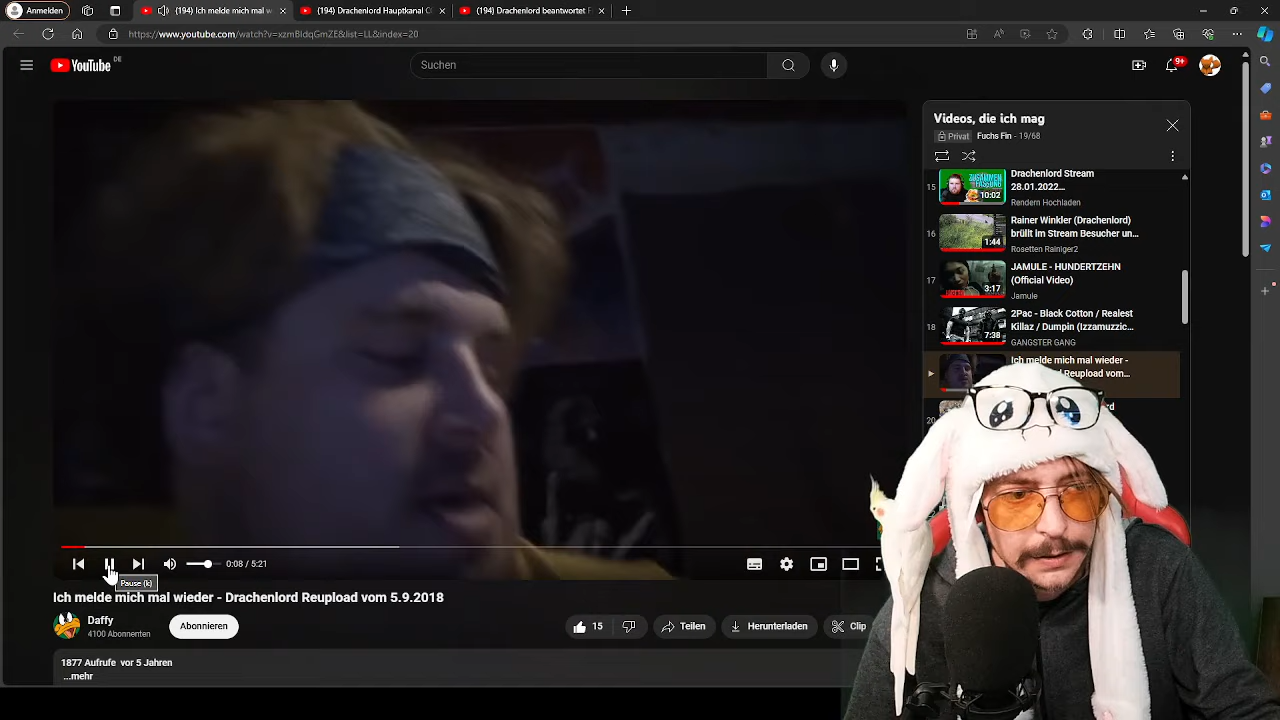 Anmelden
(194) Ich melde mich mal w
(194) Drachenlord Hauptkanal
(194) Drachenlord beantwortet F
https://www.youtube.com/watch?v=xzmBIdqGmZE&list=LL&index=20
YouTube DE
Suchen
9+
Videos, die ich mag
Privat Fuchs Fin - 19/68
15
10:02
Drachenlord Stream
28.01.2022...
Rendern Hochladen
16
1:44
Rainer Winkler (Drachenlord)
brüllt im Stream Besucher un...
Rosetten Rainiger2
17
3:17
JAMULE - HUNDERTZEHN
(Official Video)
Jamule
18
7:38
2Pac - Black Cotton / Realest
Killaz / Dumpin (Izzamuzzic...
GANGSTER GANG
Ich melde mich mal wieder -
Reupload vom...
20
0:08 / 5:21
Pause (k)
Ich melde mich mal wieder - Drachenlord Reupload vom 5.9.2018
Daffy
4100 Abonnenten
Abonnieren
15
Teilen
Herunterladen
Clip
1877 Aufrufe vor 5 Jahren
...mehr